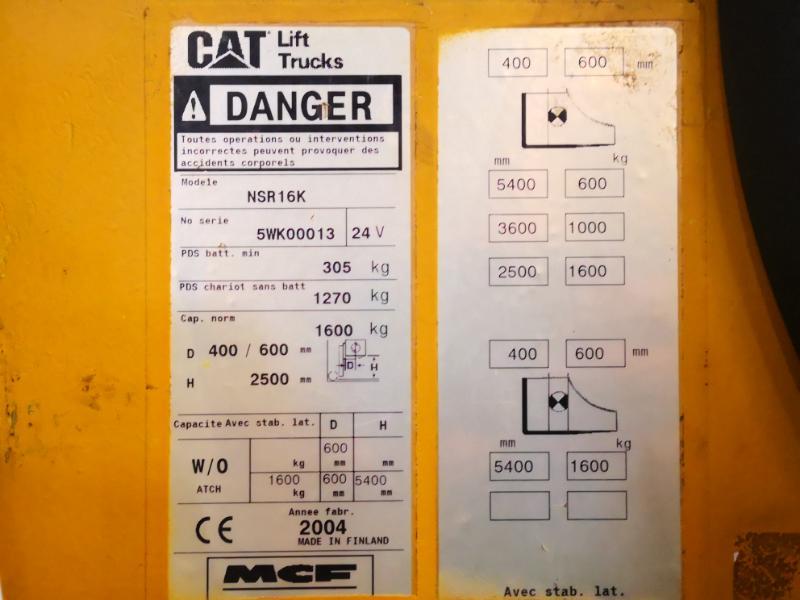 CAT Lift
Trucks
DANGER
Toutes operations ou interventions
incorrectes peuvent provoquer des
accidents corporels
Modele
NSR16K
No serie
5WK00013 24 V
PDS batt. min
305 kg
PDS chariot sans batt
1270 kg
Cap. norm
1600 kg
D 400 / 600 mm
H 2500 mm
D H
Capacite Avec stab. lat. D H
W/O
ATCH
600
kg mm mm
1600 600 5400
kg mm mm
Annee fabr.
CE 2004
MADE IN FINLAND
MCF
400 600 mm
mm kg
5400 600
3600 1000
2500 1600
400 600 mm
mm kg
5400 1600
Avec stab. lat.